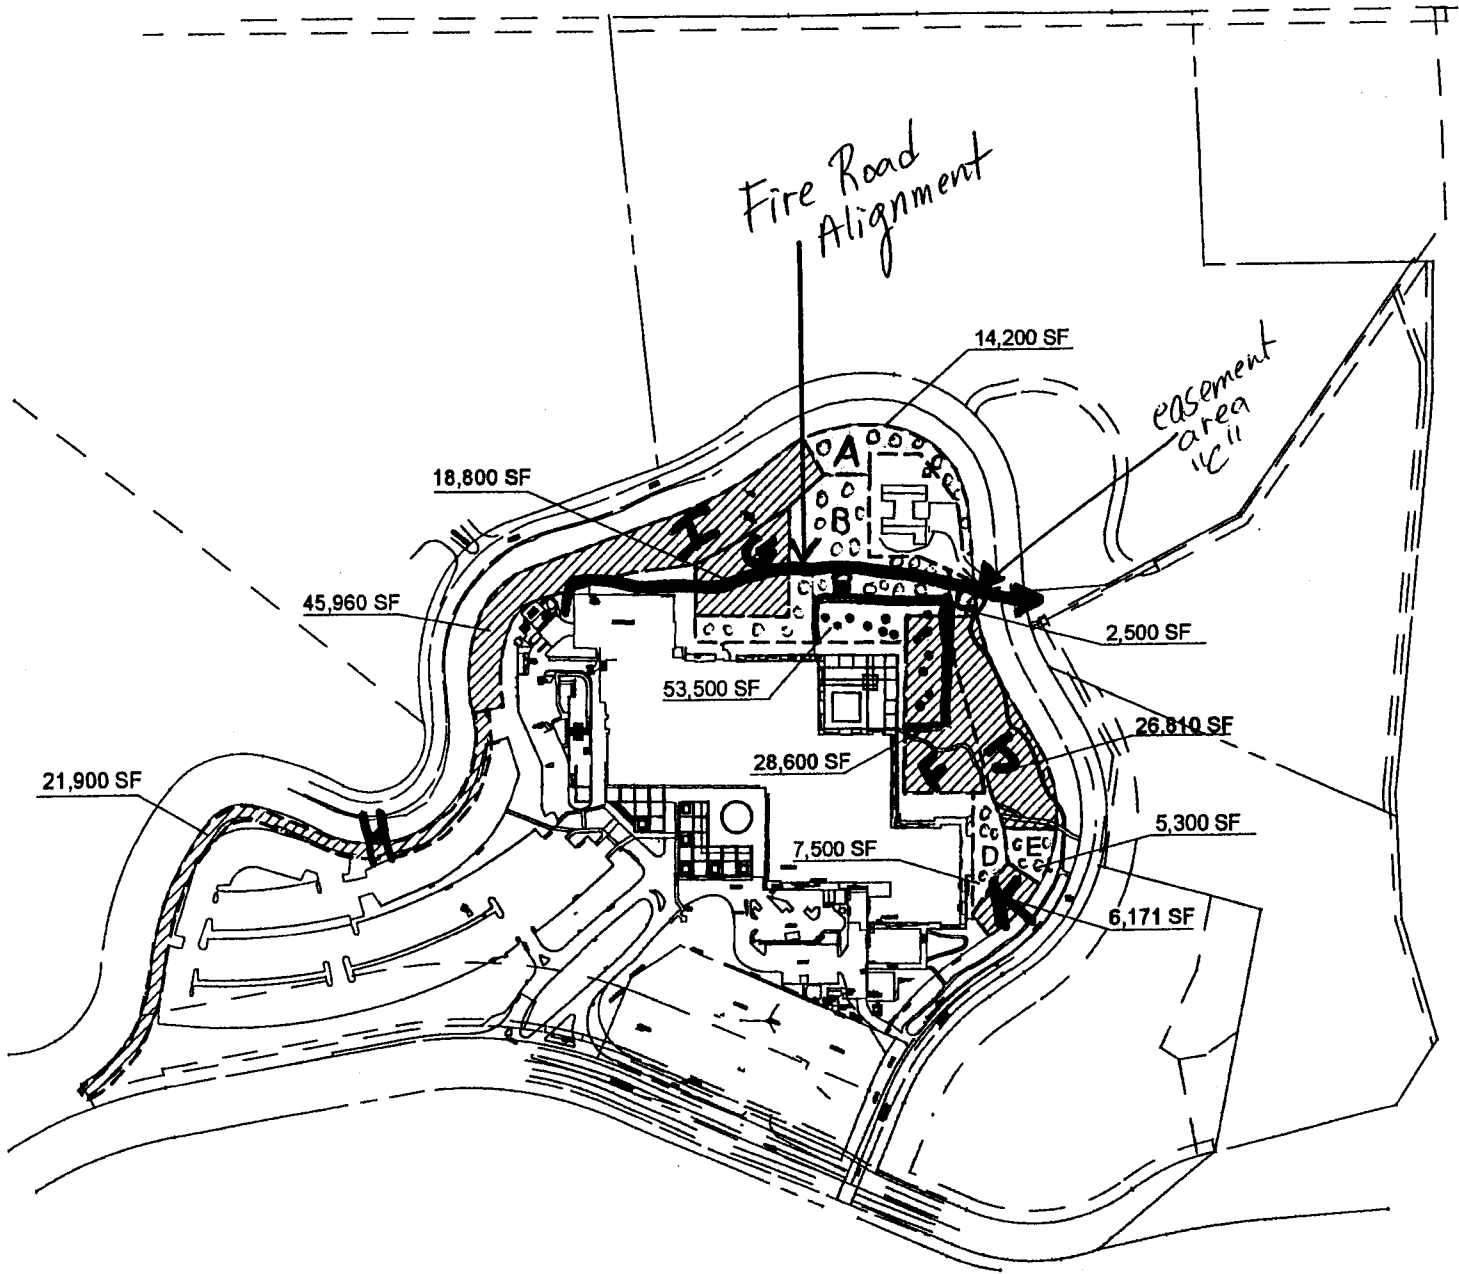 Fire Road
Alignment
14,200 SF
easement
area
"C"
A
18,800 SF
B
I
G
45,960 SF
2,500 SF
53,500 SF
26,810 SF
28,600 SF
F
J
21,900 SF
H
5,300 SF
7,500 SF
D
E
K
6,171 SF